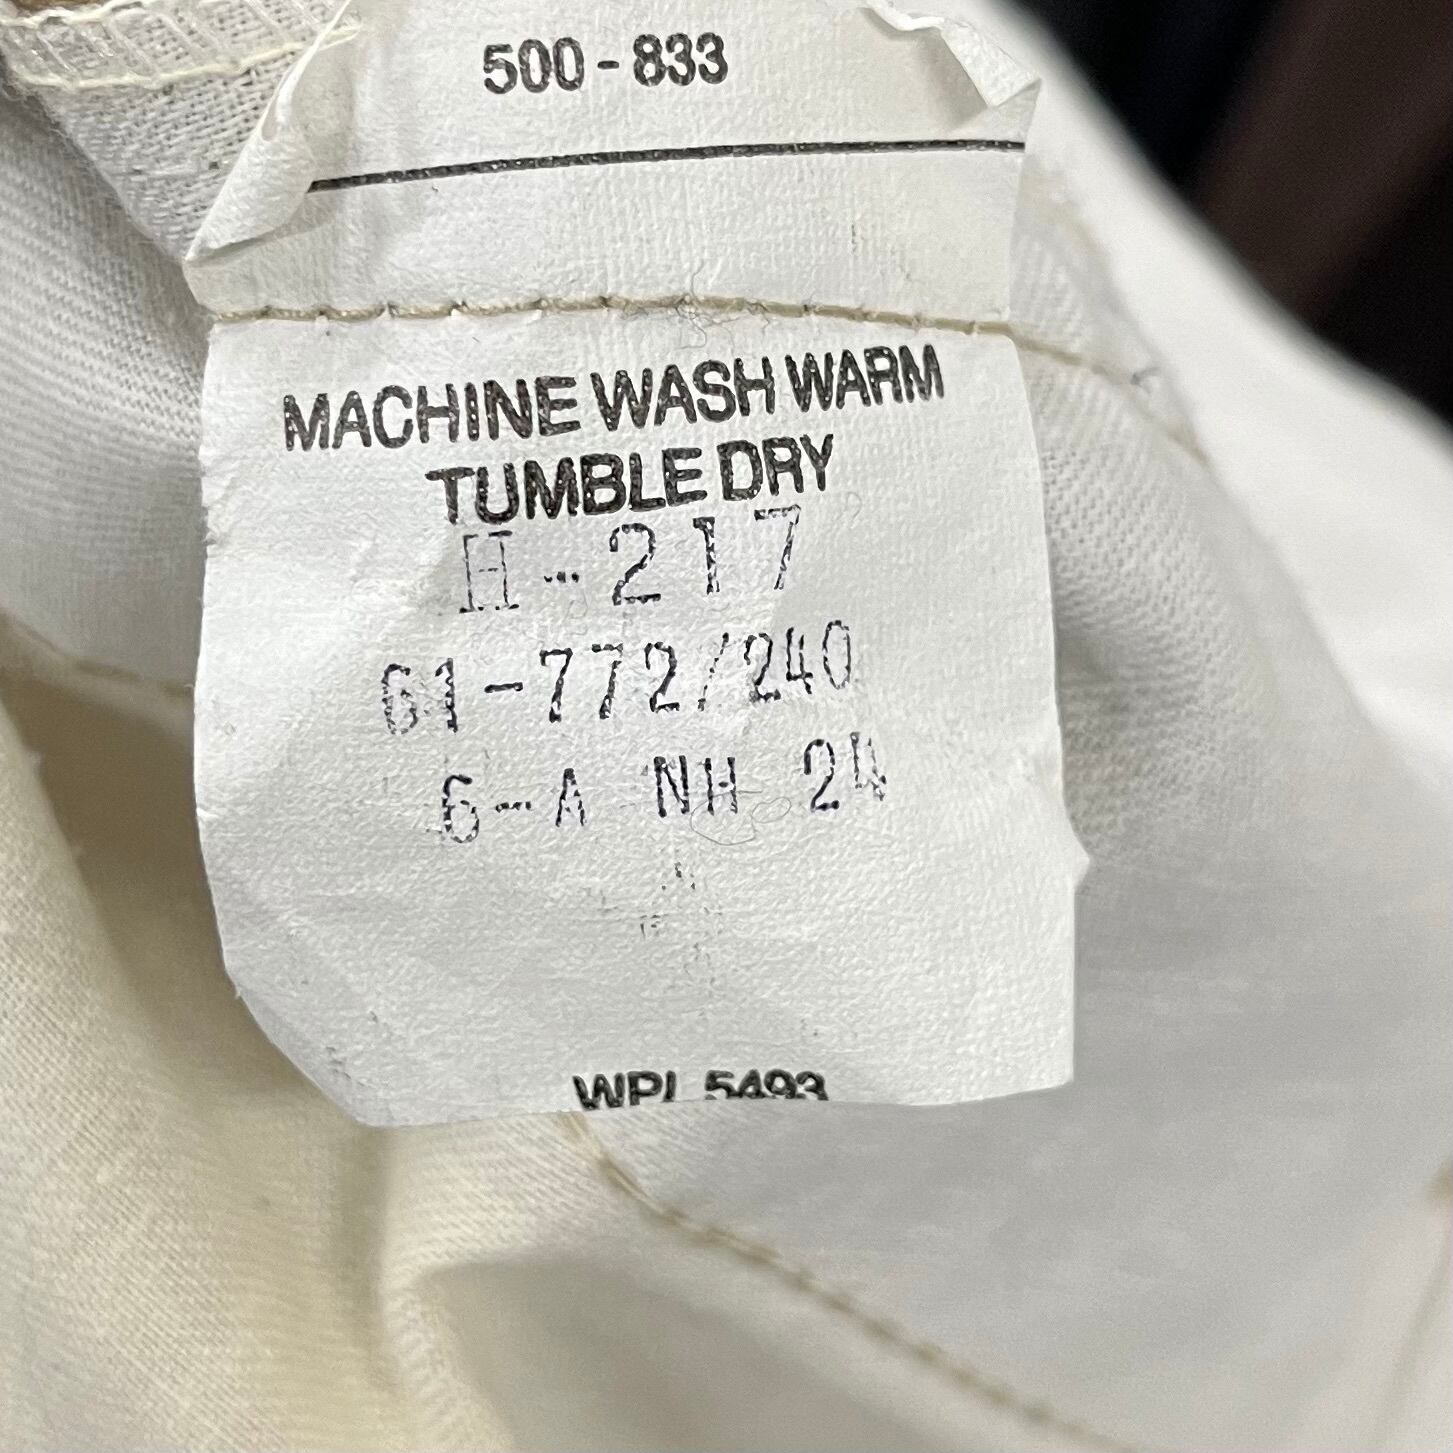 500-833
MACHINE WASH WARM
TUMBLE DRY
H-217
61-772/240
6-A NH 24
WPL 5493